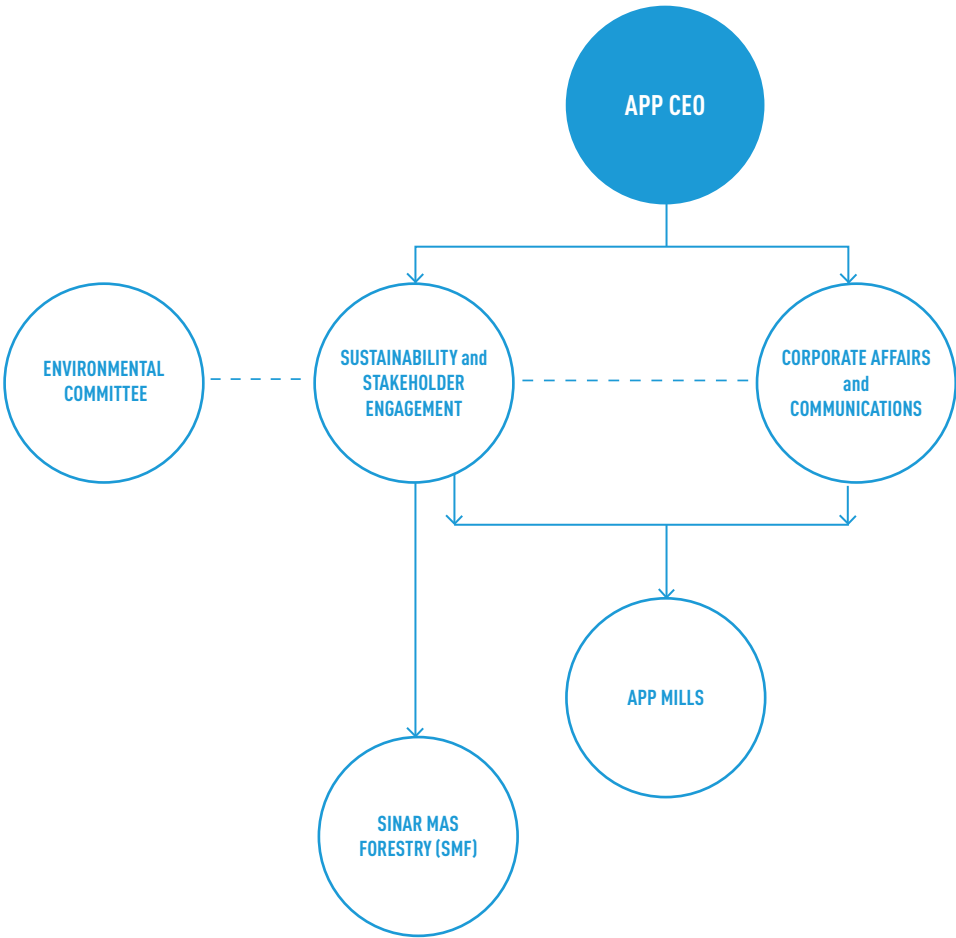 APP CEO
ENVIRONMENTAL
COMMITTEE
SUSTAINABILITY and
STAKEHOLDER
ENGAGEMENT
CORPORATE AFFAIRS
and
COMMUNICATIONS
APP MILLS
SINAR MAS
FORESTRY (SMF)